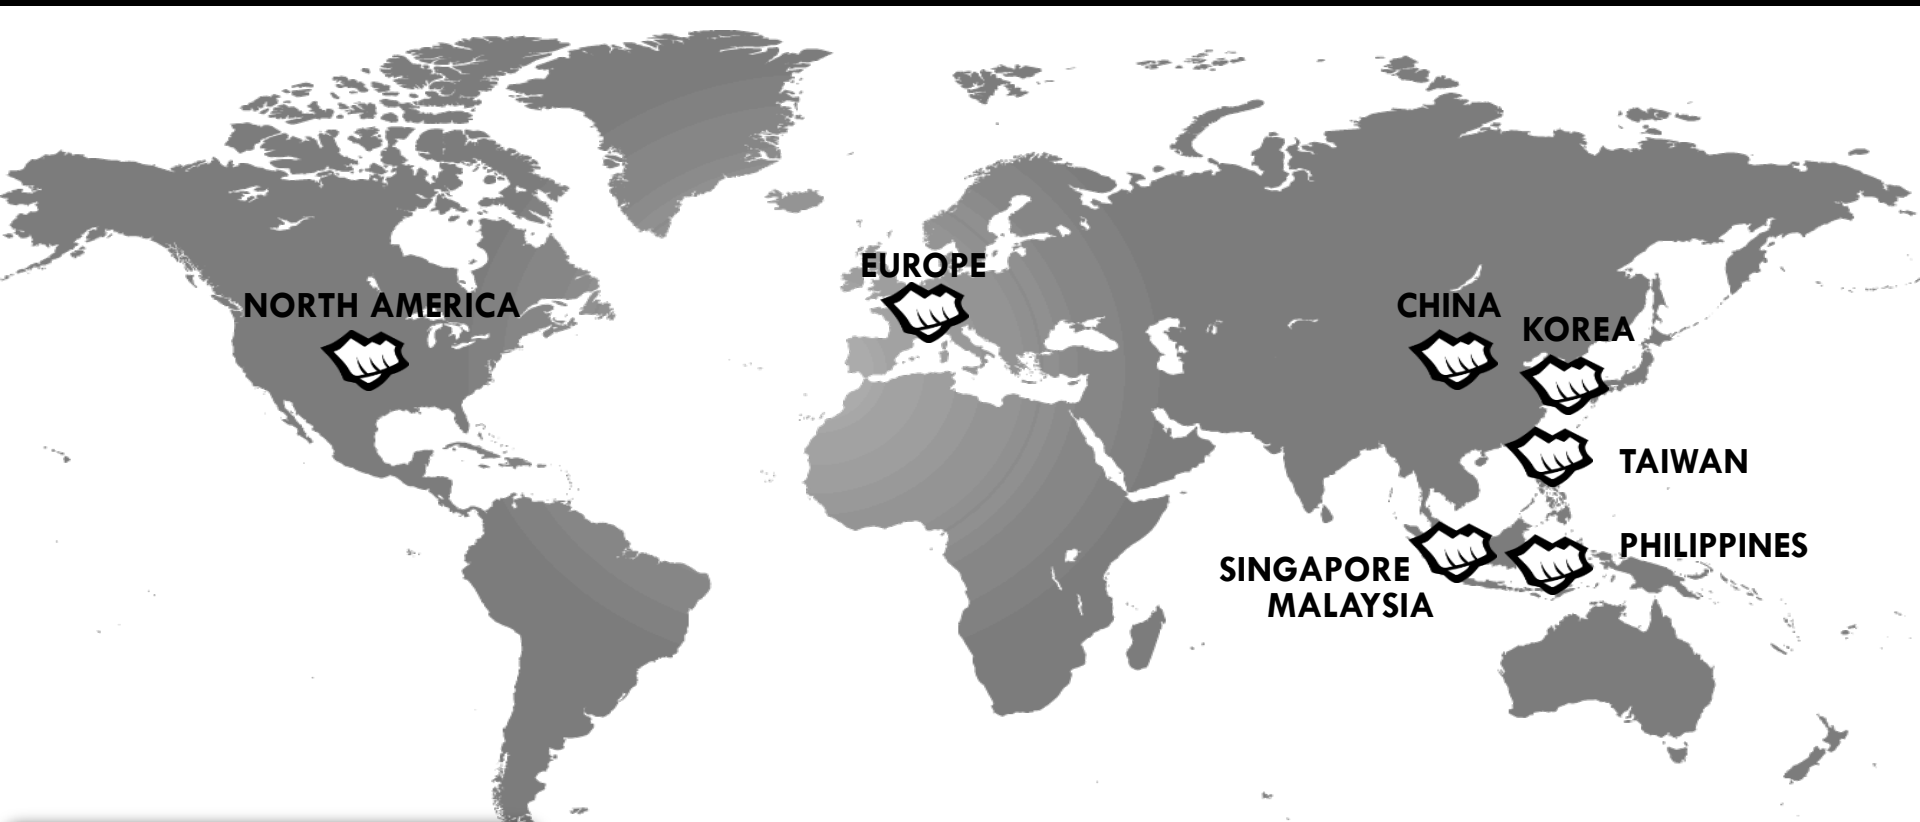 EUROPE
NORTH AMERICA
CHINA
KOREA
TAIWAN
PHILIPPINES
SINGAPORE
MALAYSIA